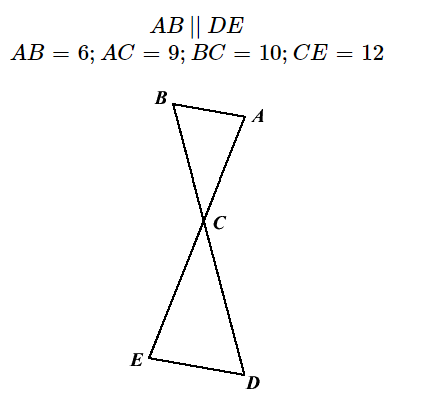 AB || DE
AB = 6; AC = 9; BC = 10; CE = 12
B
A
C
E
D